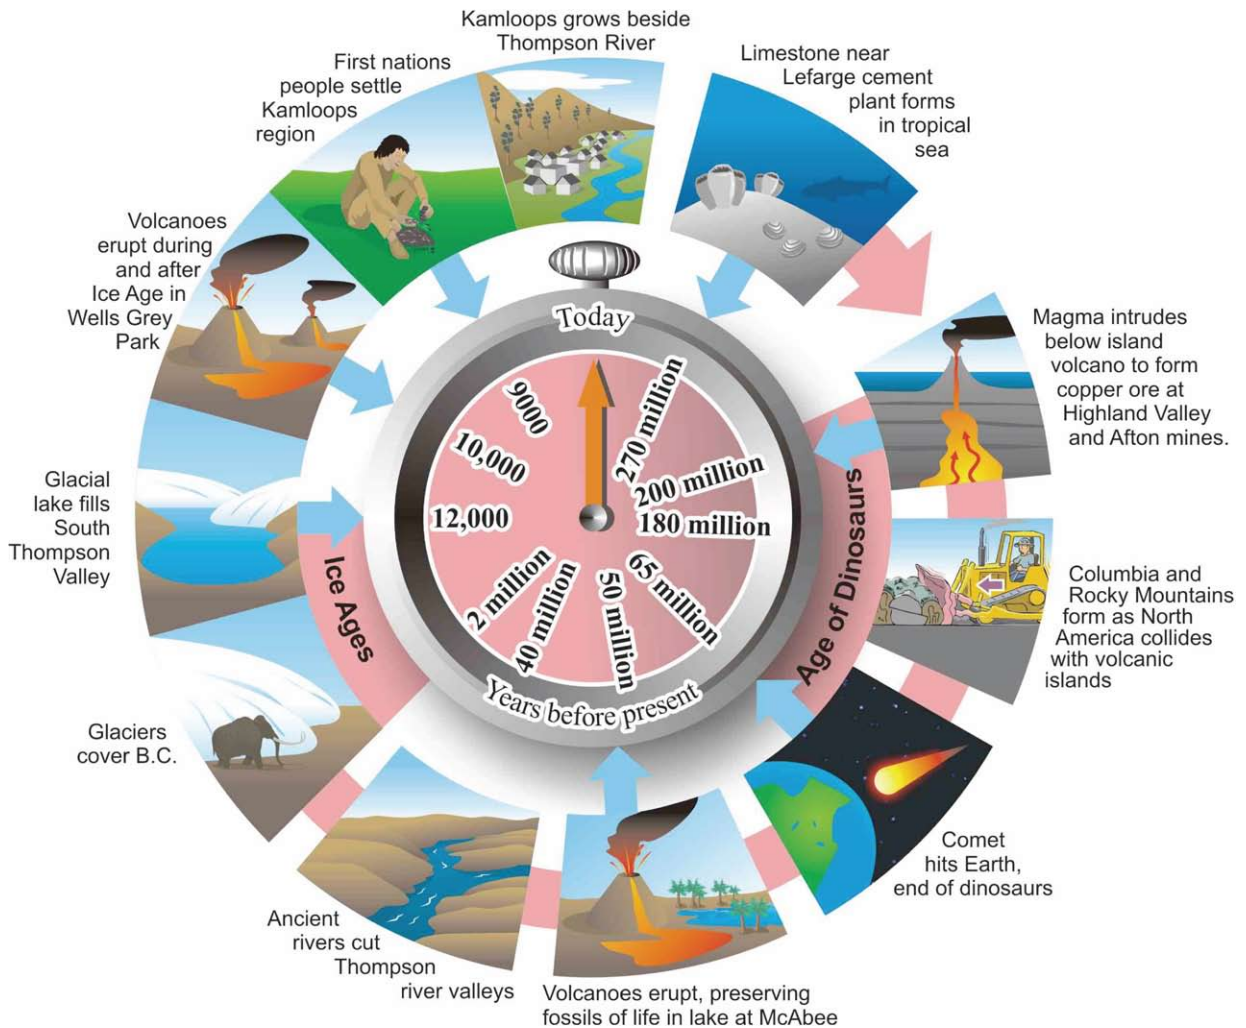 Kamloops grows beside
Thompson River
First nations
people settle
Kamloops
region
Limestone near
Lefarge cement
plant forms
in tropical
sea
Volcanoes
erupt during
and after
Ice Age in
Wells Grey
Park
Today
Magma intrudes
below island
volcano to form
copper ore at
Highland Valley
and Afton mines.
9000
270 million
10,000
200 million
12,000
180 million
Glacial
lake fills
South
Thompson
Valley
Ice Ages
2 million
40 million
50 million
65 million
Age of Dinosaurs
Columbia and
Rocky Mountains
form as North
America collides
with volcanic
islands
Years before present
Glaciers
cover B.C.
Comet
hits Earth,
end of dinosaurs
Ancient
rivers cut
Thompson
river valleys
Volcanoes erupt, preserving
fossils of life in lake at McAbee